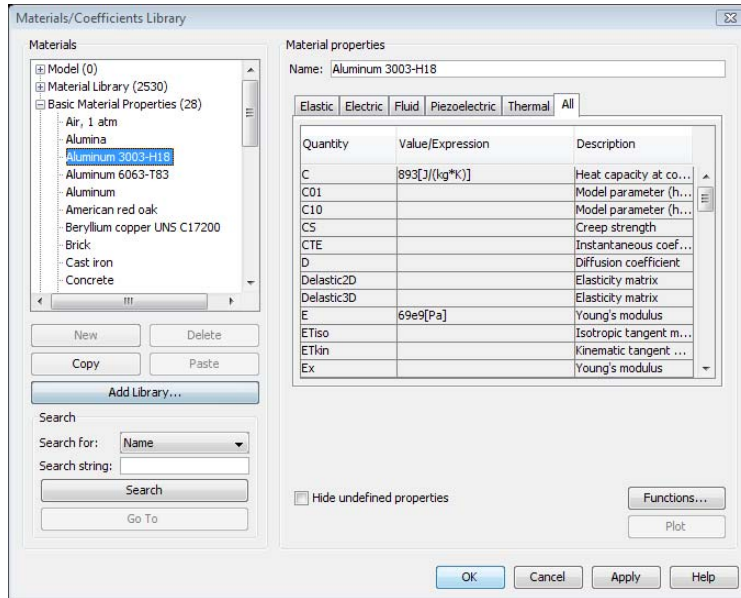 Materials/Coefficients Library
Materials
Model (0)
Material Library (2530)
Basic Material Properties (28)
Air, 1 atm
Alumina
Aluminum 3003-H18
Aluminum 6063-T83
Aluminum
American red oak
Beryllium copper UNS C17200
Brick
Cast iron
Concrete
New Delete
Copy Paste
Add Library...
Search
Search for: Name
Search string:
Search
Go To
Material properties
Name: Aluminum 3003-H18
Elastic Electric Fluid Piezoelectric Thermal All
Quantity Value/Expression Description
C 893[J/(kg*K)] Heat capacity at co...
C01 Model parameter (h...
C10 Model parameter (h...
CS Creep strength
CTE Instantaneous coef...
D Diffusion coefficient
Delastic2D Elasticity matrix
Delastic3D Elasticity matrix
E 69e9[Pa] Young's modulus
ETiso Isotropic tangent m...
ETkin Kinematic tangent ...
Ex Young's modulus
Hide undefined properties
Functions...
Plot
OK Cancel Apply Help